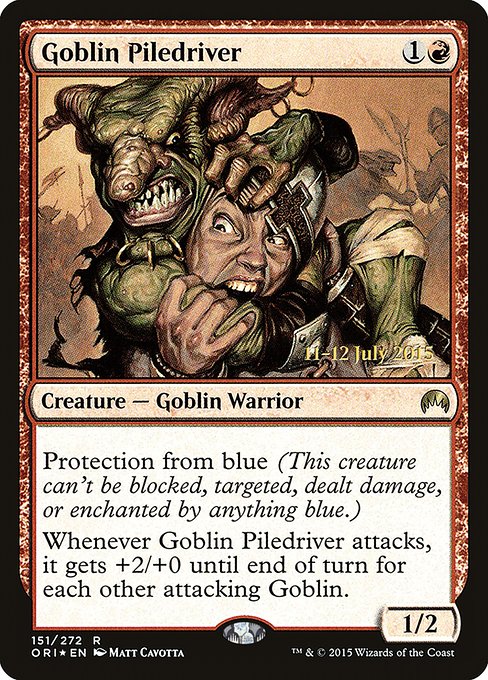 Goblin Piledriver 1
11–12 July 2015
Creature — Goblin Warrior
Protection from blue (This creature
can't be blocked, targeted, dealt damage,
or enchanted by anything blue.)
Whenever Goblin Piledriver attacks,
it gets +2/+0 until end of turn for
each other attacking Goblin.
1/2
151/272 R
ORI★EN Matt Cavotta
™ & © 2015 Wizards of the Coast